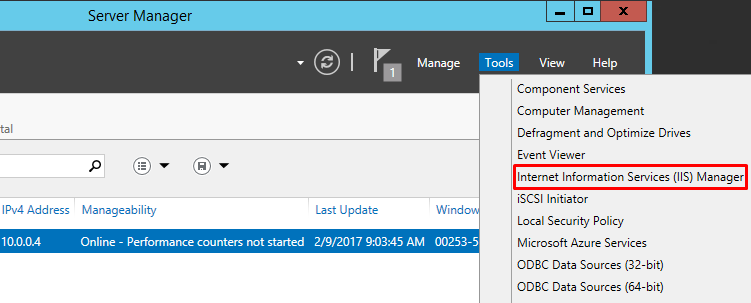 Server Manager
1
Manage
Tools
View
Help
Component Services
Computer Management
Defragment and Optimize Drives
Event Viewer
Internet Information Services (IIS) Manager
iSCSI Initiator
Local Security Policy
Microsoft Azure Services
ODBC Data Sources (32-bit)
ODBC Data Sources (64-bit)
tal
IPv4 Address Manageability Last Update Window
10.0.0.4 Online - Performance counters not started 2/9/2017 9:03:45 AM 00253-5